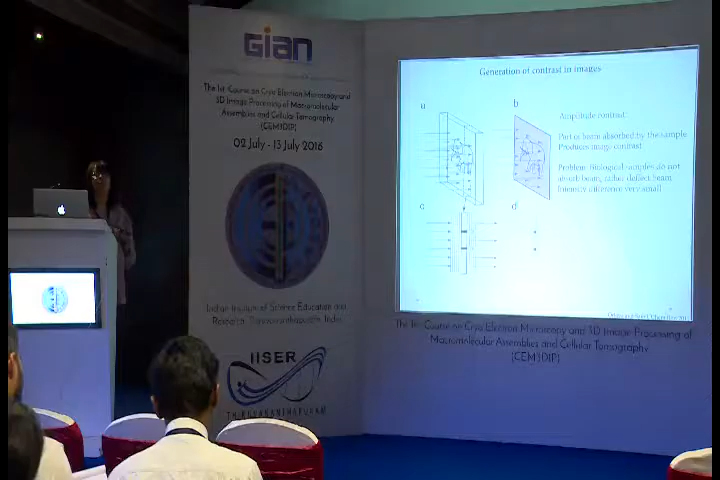 GIAN
The 1st Course on Cryo Electron Microscopy and
3D Image Processing of Macromolecular
Assemblies and Cellular Tomography
(CEM3DIP)
02 July - 13 July 2016
Indian Institute of Science Education and
Research Thiruvananthapuram, India
IISER
THIRUVANANTHAPURAM
Generation of contrast in images
a
b
c
d
Amplitude contrast:
Part of beam absorbed by the sample
Produces image contrast
Problem: Biological samples do not
absorb beam, rather deflect beam
Intensity difference very small
The 1st Course on Cryo Electron Microscopy and 3D Image Processing of
Macromolecular Assemblies and Cellular Tomography
(CEM3DIP)